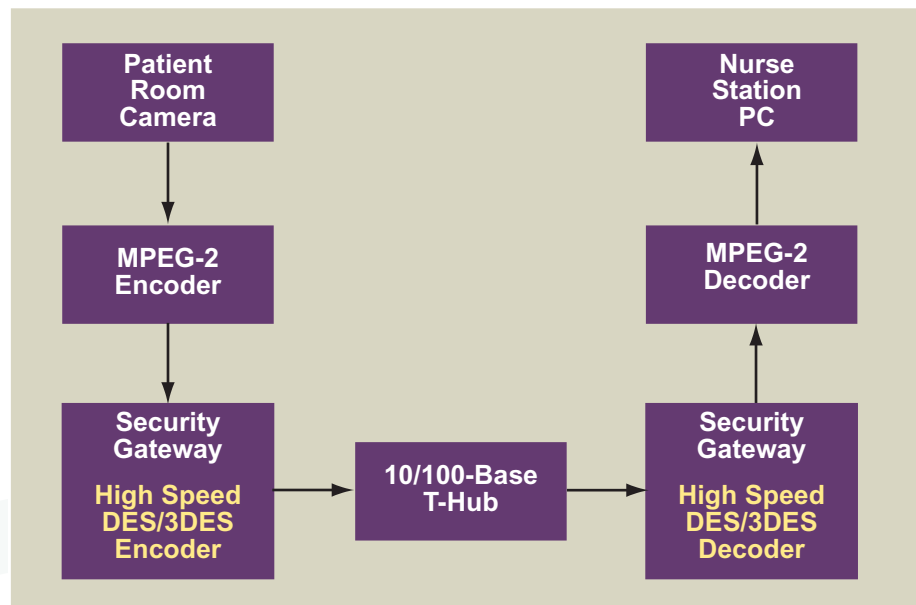 Patient
Room
Camera
MPEG-2
Encoder
Security
Gateway
High Speed
DES/3DES
Encoder
10/100-Base
T-Hub
Security
Gateway
High Speed
DES/3DES
Decoder
MPEG-2
Decoder
Nurse
Station
PC